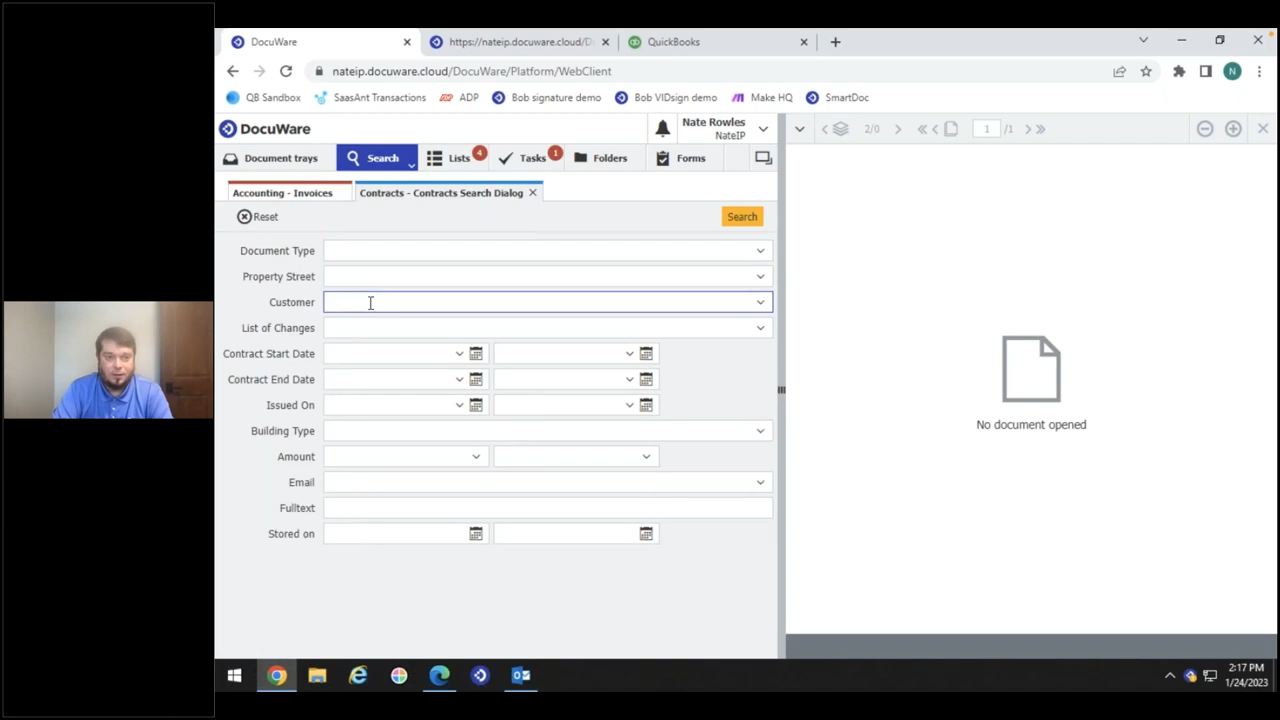 DocuWare
https://nateip.docuware.cloud/D
QuickBooks
nateip.docuware.cloud/DocuWare/Platform/WebClient
N
QB Sandbox
SaasAnt Transactions
ADP
Bob signature demo
Bob VIDsign demo
Make HQ
SmartDoc
DocuWare
Nate Rowles
NateIP
2/0
1
/1
Document trays
Search
Lists
4
Tasks
1
Folders
Forms
Accounting - Invoices
Contracts - Contracts Search Dialog
Reset
Search
Document Type
Property Street
Customer
List of Changes
Contract Start Date
Contract End Date
Issued On
Building Type
Amount
Email
Fulltext
Stored on
No document opened
2:17 PM
1/24/2023